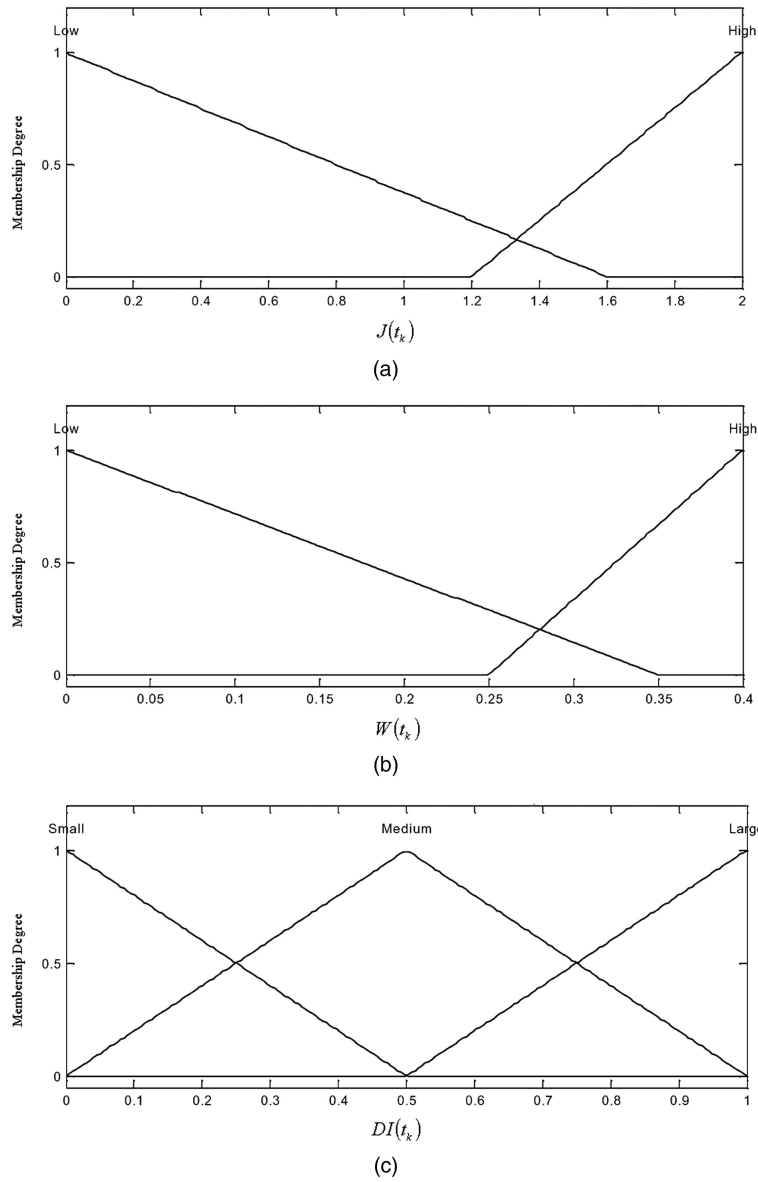 Low High
1
0.5
0
Membership Degree
0 0.2 0.4 0.6 0.8 1 1.2 1.4 1.6 1.8 2
J(t_k)
(a)
Low High
1
0.5
0
Membership Degree
0 0.05 0.1 0.15 0.2 0.25 0.3 0.35 0.4
W(t_k)
(b)
Small Medium Larg
1
0.5
0
Membership Degree
0 0.1 0.2 0.3 0.4 0.5 0.6 0.7 0.8 0.9 1
DI(t_k)
(c)